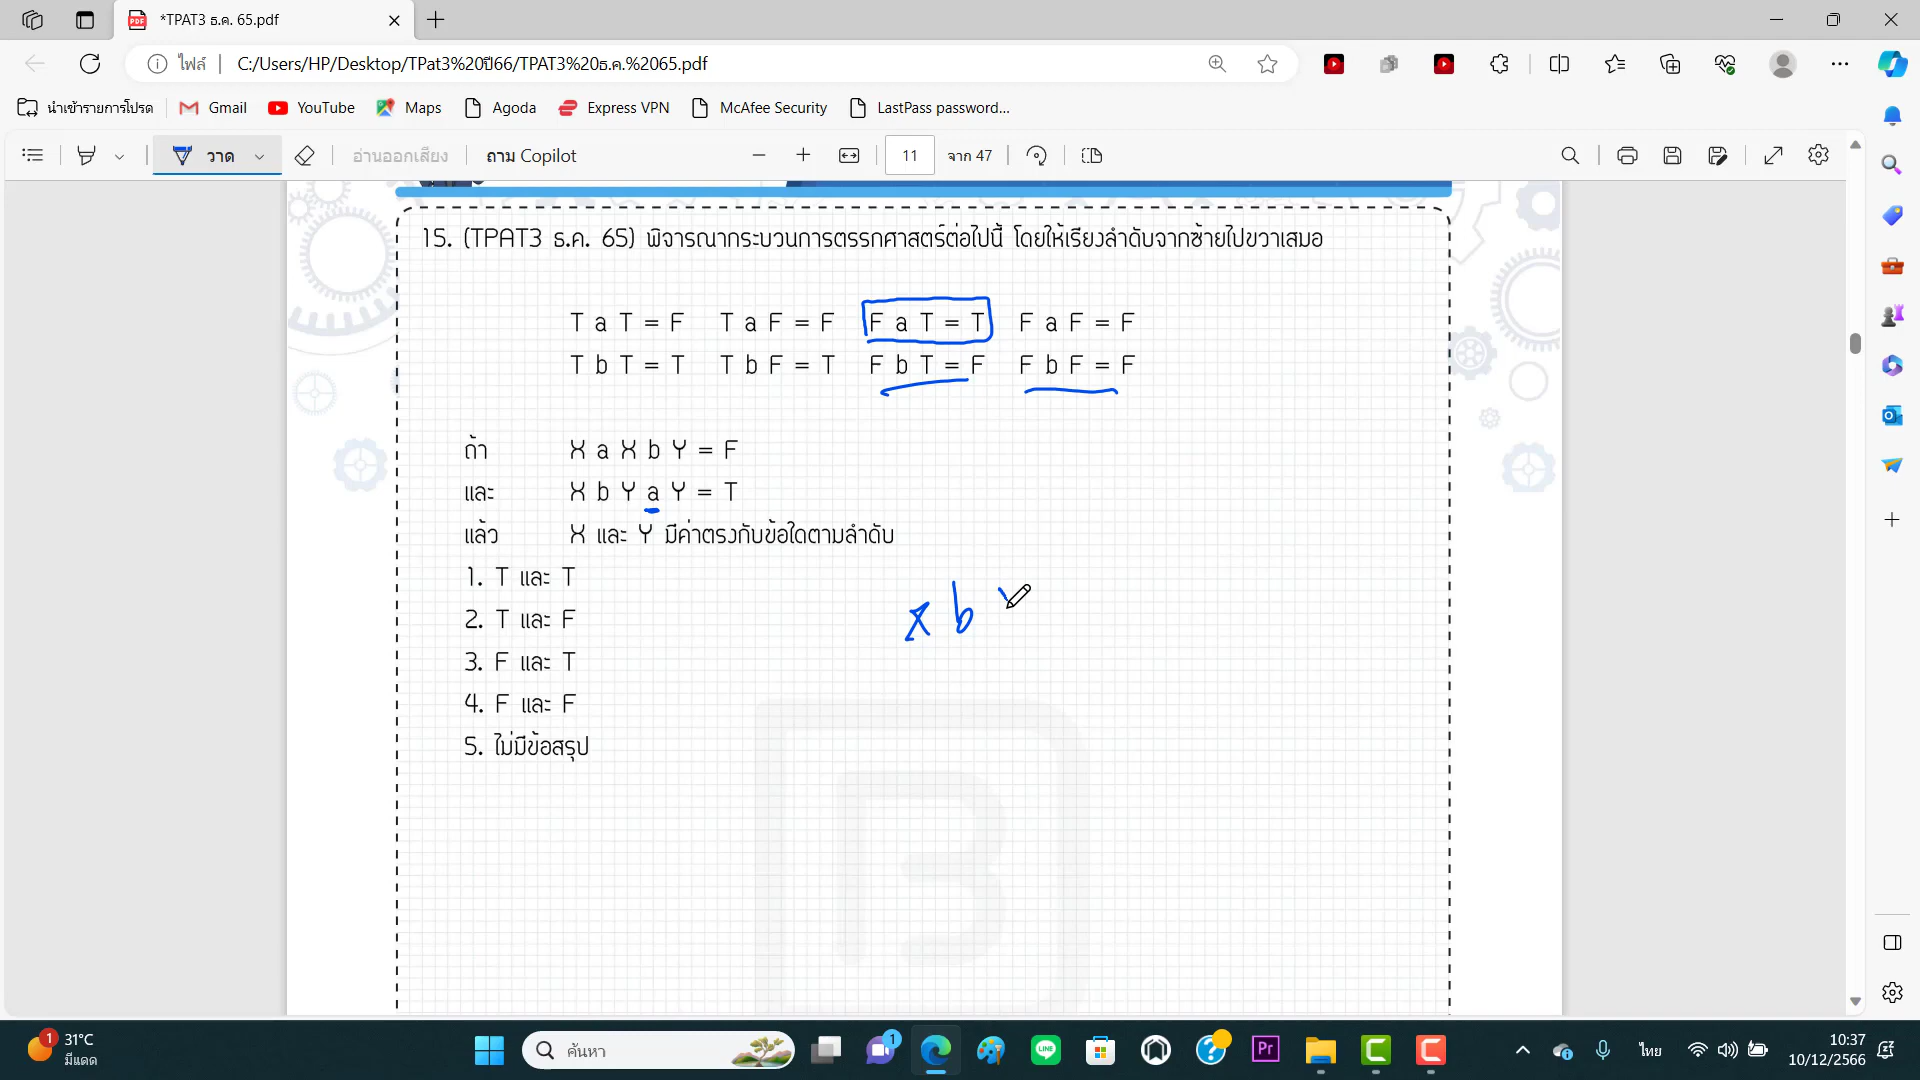 *TPAT3 ธ.ค. 65.pdf
ไฟล์ C:/Users/HP/Desktop/TPat3%20ปี66/TPAT3%20ธ.ค.%2065.pdf
นำเข้ารายการโปรด Gmail YouTube Maps Agoda Express VPN McAfee Security LastPass password...
วาด อ่านออกเสียง ถาม Copilot 11 จาก 47
15. (TPAT3 ธ.ค. 65) พิจารณากระบวนการตรรกศาสตร์ต่อไปนี้ โดยให้เรียงลำดับจากซ้ายไปขวาเสมอ
T a T = F T a F = F F a T = T F a F = F
T b T = T T b F = T F b T = F F b F = F
ถ้า X a X b Y = F
และ X b Y a Y = T
แล้ว X และ Y มีค่าตรงกับข้อใดตามลำดับ
1. T และ T
2. T และ F
3. F และ T
4. F และ F
5. ไม่มีข้อสรุป
x b
31°C
มีแดด
1
ค้นหา
1
Pr
ไทย
10:37
10/12/2566